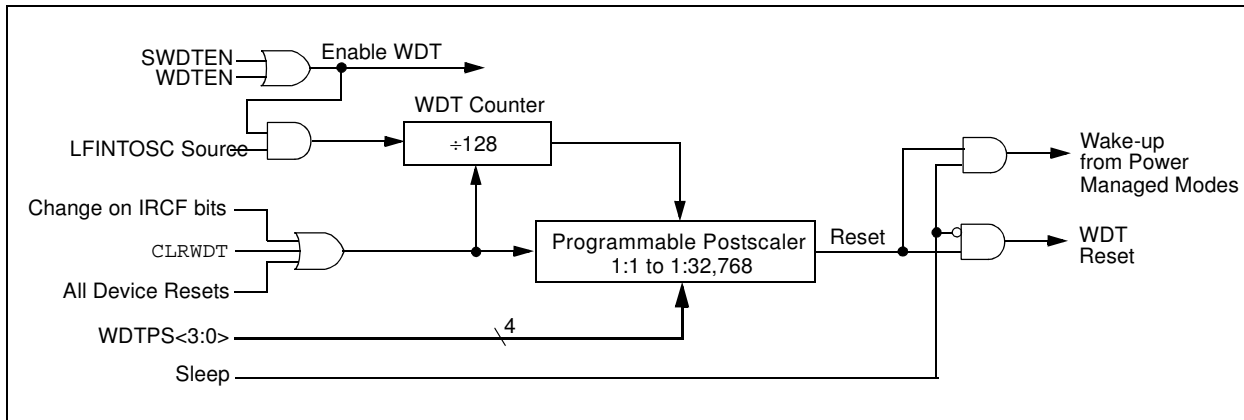 SWDTEN
WDTEN
Enable WDT
WDT Counter
÷128
LFINTOSC Source
Wake-up
from Power
Managed Modes
Change on IRCF bits
CLRWDT
All Device Resets
Programmable Postscaler
1:1 to 1:32,768
Reset
WDT
Reset
WDTPS<3:0>
4
Sleep